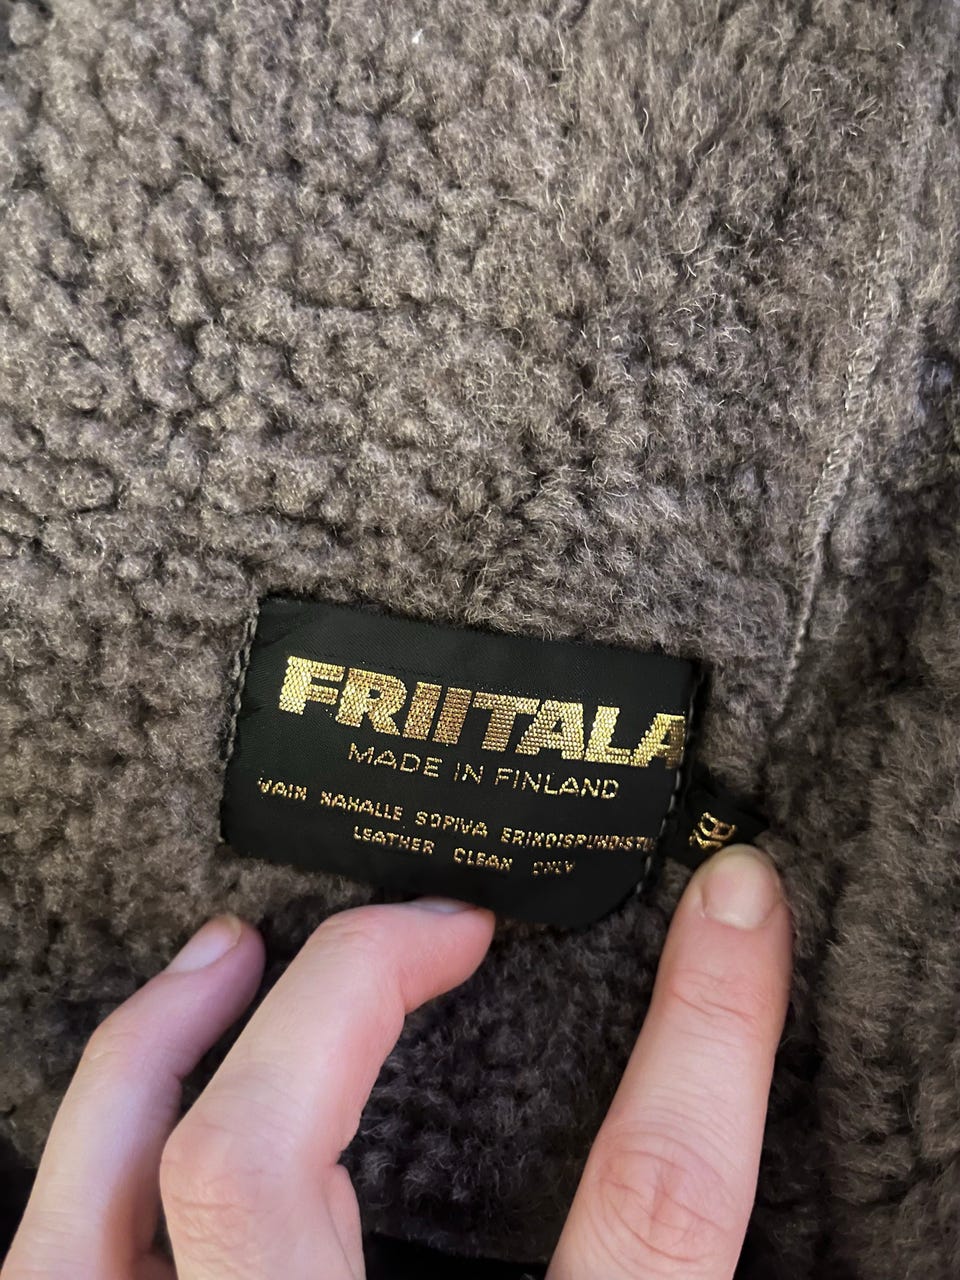 FRIITALA
MADE IN FINLAND
VAIN NAHALLE SOPIVA ERIKOISPUHDISTUS
LEATHER CLEAN ONLY